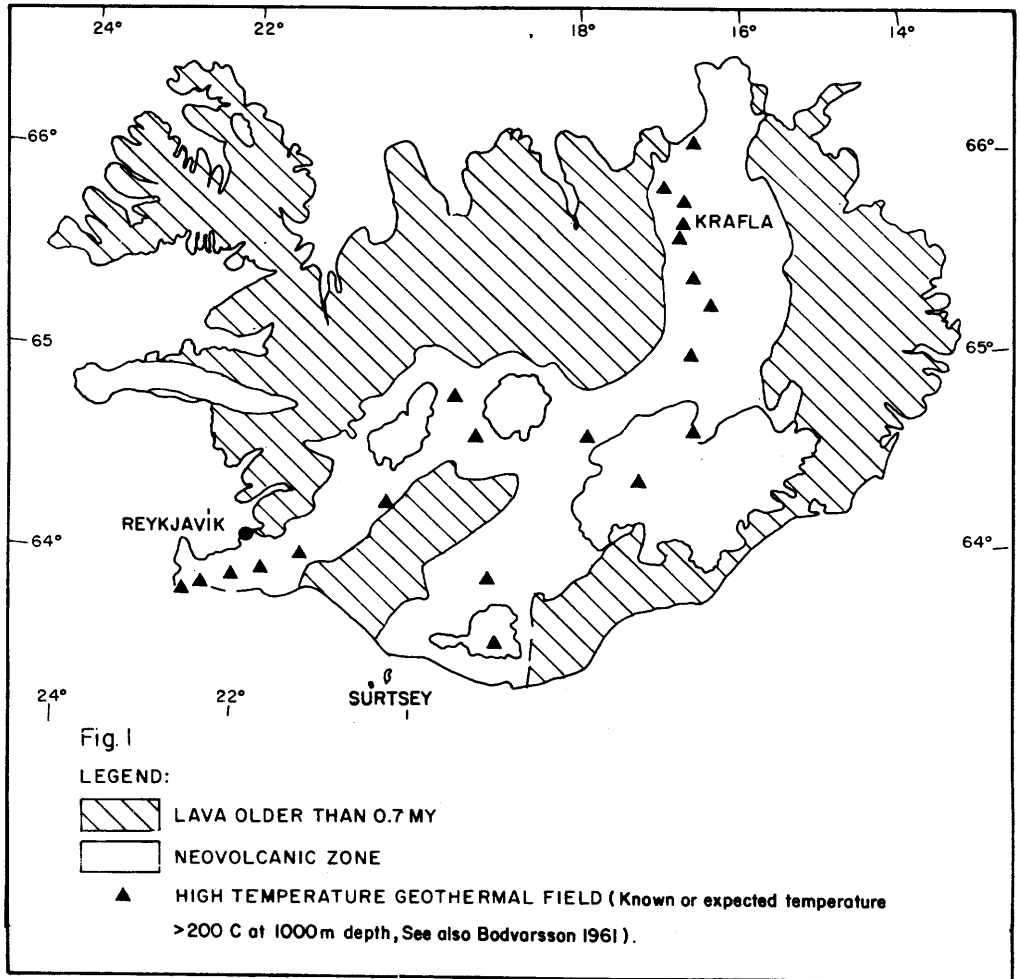 24° 22° 18° 16° 14°
66° 66°
KRAFLA
65 65°
REYKJAVÍK
64° 64°
SURTSEY
24° 22°
Fig. 1
LEGEND:
LAVA OLDER THAN 0.7 MY
NEOVOLCANIC ZONE
HIGH TEMPERATURE GEOTHERMAL FIELD (Known or expected temperature
>200 C at 1000m depth, See also Bodvarsson 1961).